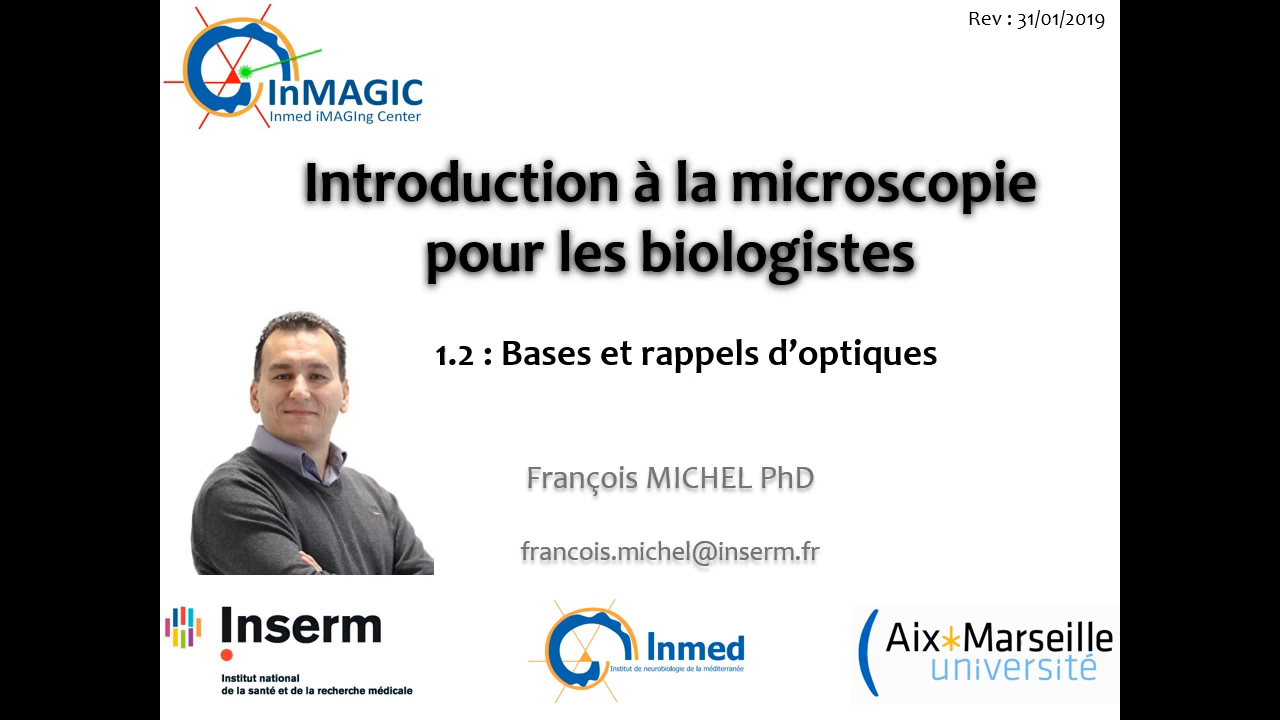 Rev : 31/01/2019
InMAGIC
Inmed iMAGIng Center
Introduction à la microscopie
pour les biologistes
1.2 : Bases et rappels d’optiques
François MICHEL PhD
francois.michel@inserm.fr
Inserm
Institut national
de la santé et de la recherche médicale
Inmed
Institut de neurobiologie de la méditerranée
Aix*Marseille
université